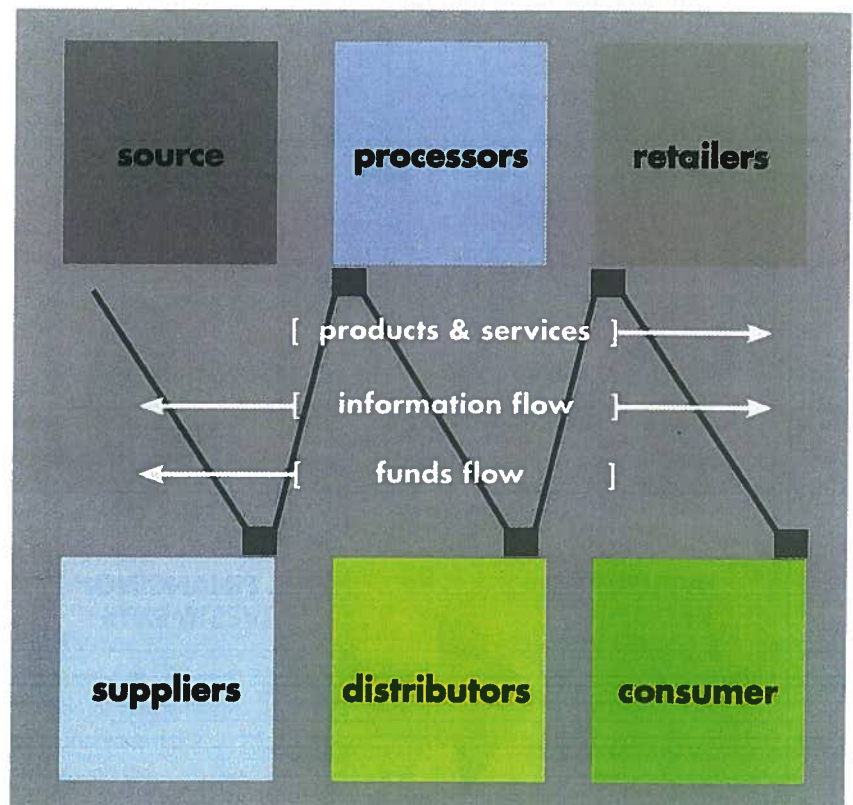 source processors retailers
[ products & services ]
[ information flow ]
[ funds flow ]
suppliers distributors consumer